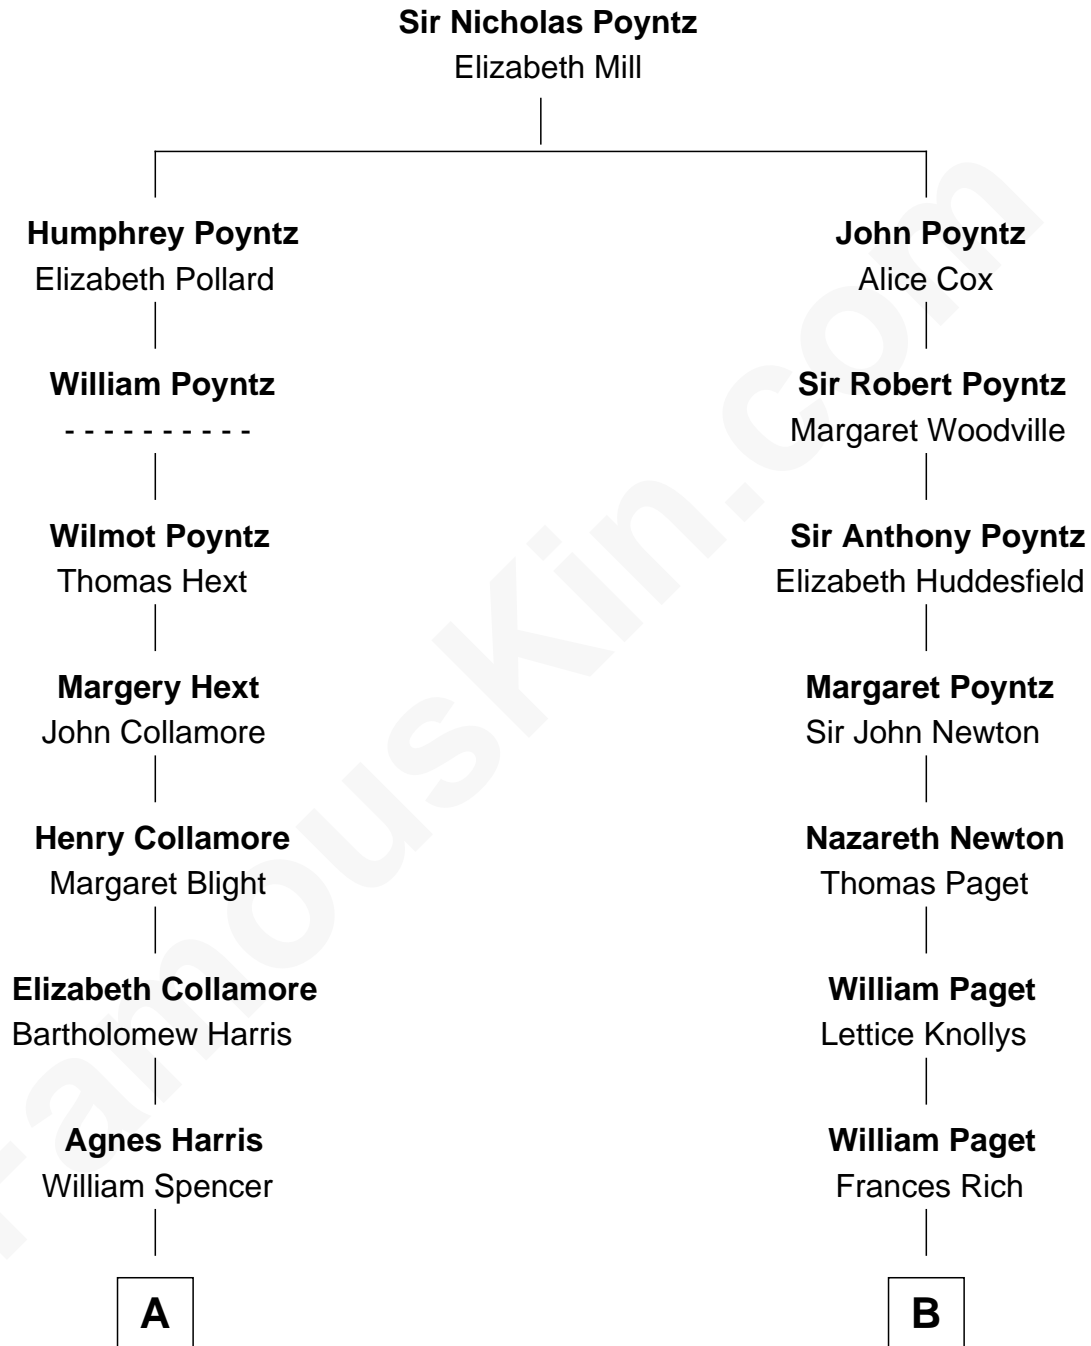 Sir Nicholas Poyntz
Elizabeth Mill
Humphrey Poyntz
Elizabeth Pollard
William Poyntz
- - - - - - - - - -
Wilmot Poyntz
Thomas Hext
Margery Hext
John Collamore
Henry Collamore
Margaret Blight
Elizabeth Collamore
Bartholomew Harris
Agnes Harris
William Spencer
A
John Poyntz
Alice Cox
Sir Robert Poyntz
Margaret Woodville
Sir Anthony Poyntz
Elizabeth Huddesfield
Margaret Poyntz
Sir John Newton
Nazareth Newton
Thomas Paget
William Paget
Lettice Knollys
William Paget
Frances Rich
B
FamousKin.com